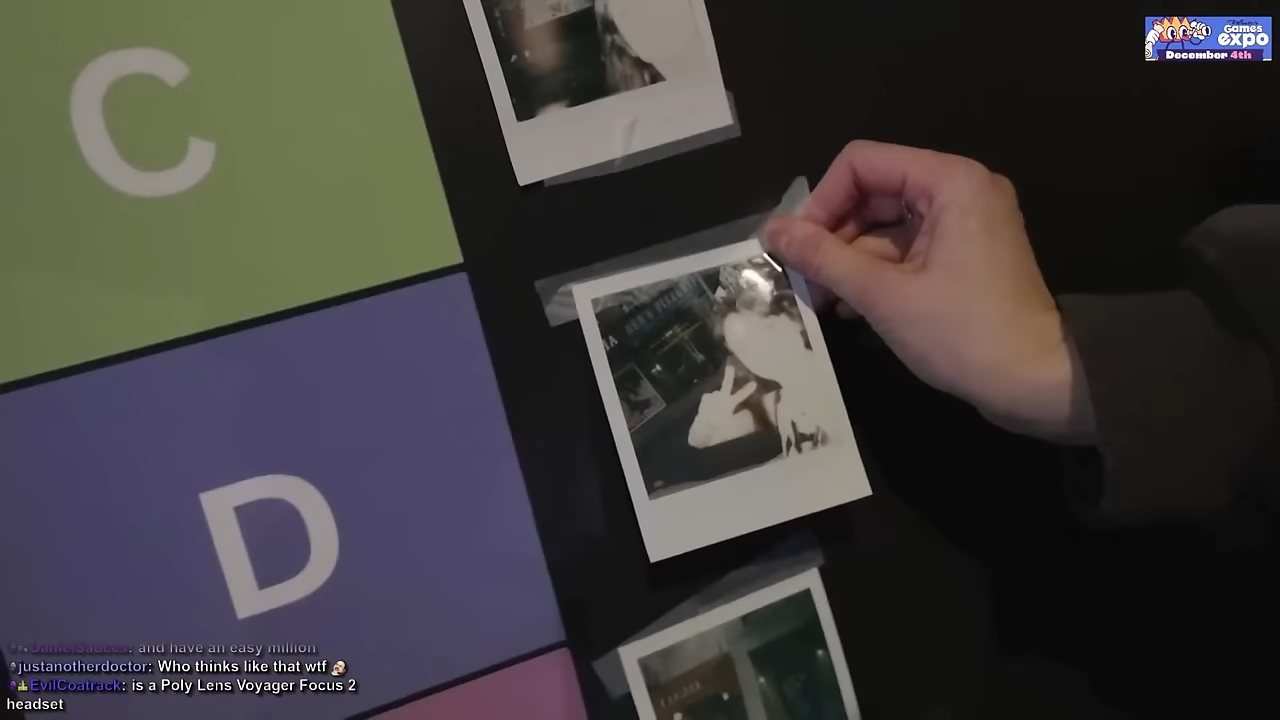 C
D
Games
expo
December 4th
: and have an easy million
justanotherdoctor: Who thinks like that wtf
EvilCoatrack: is a Poly Lens Voyager Focus 2
headset